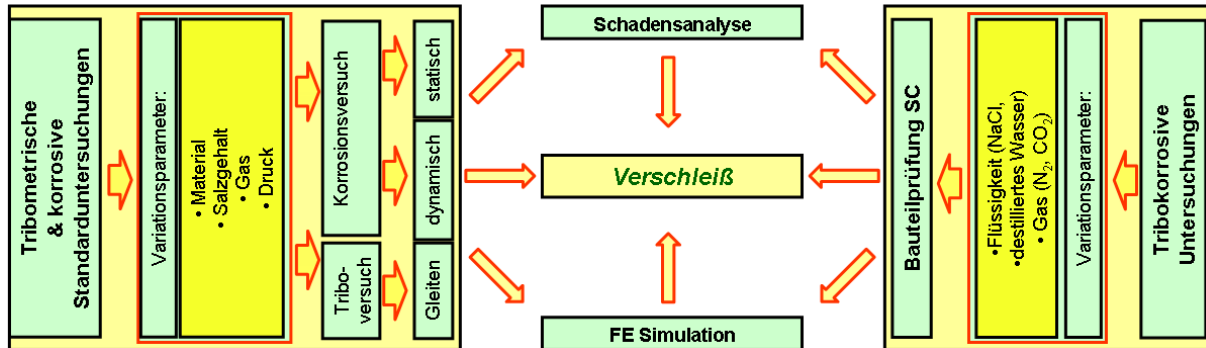 Tribometrische
& korrosive
Standarduntersuchungen
Variationsparameter:
• Material
• Salzgehalt
• Gas
• Druck
Korrosionsversuch
Tribo-
versuch
statisch
dynamisch
Gleiten
Schadensanalyse
Verschleiß
FE Simulation
Bauteilprüfung SC
• Flüssigkeit (NaCl,
• destilliertes Wasser)
• Gas (N₂, CO₂)
Variationsparameter:
Tribokorrosive
Untersuchungen